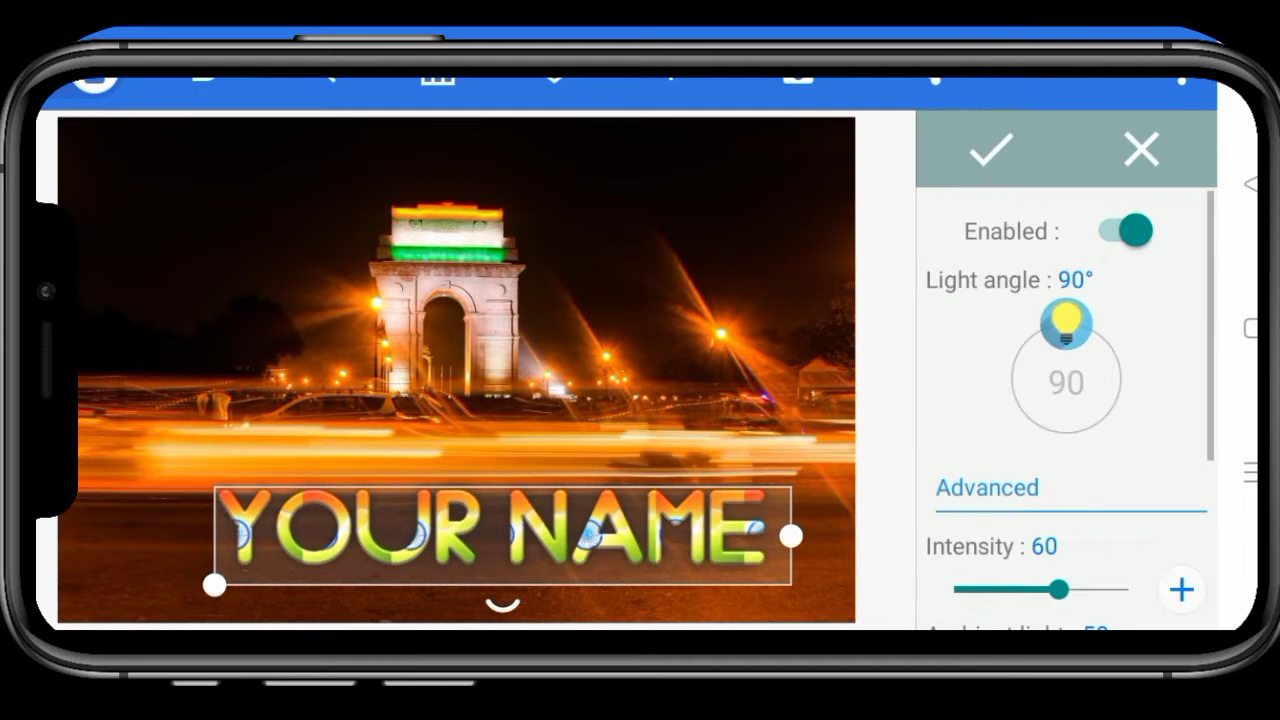 Enabled :
Light angle : 90°
90
Advanced
Intensity : 60
YOUR NAME